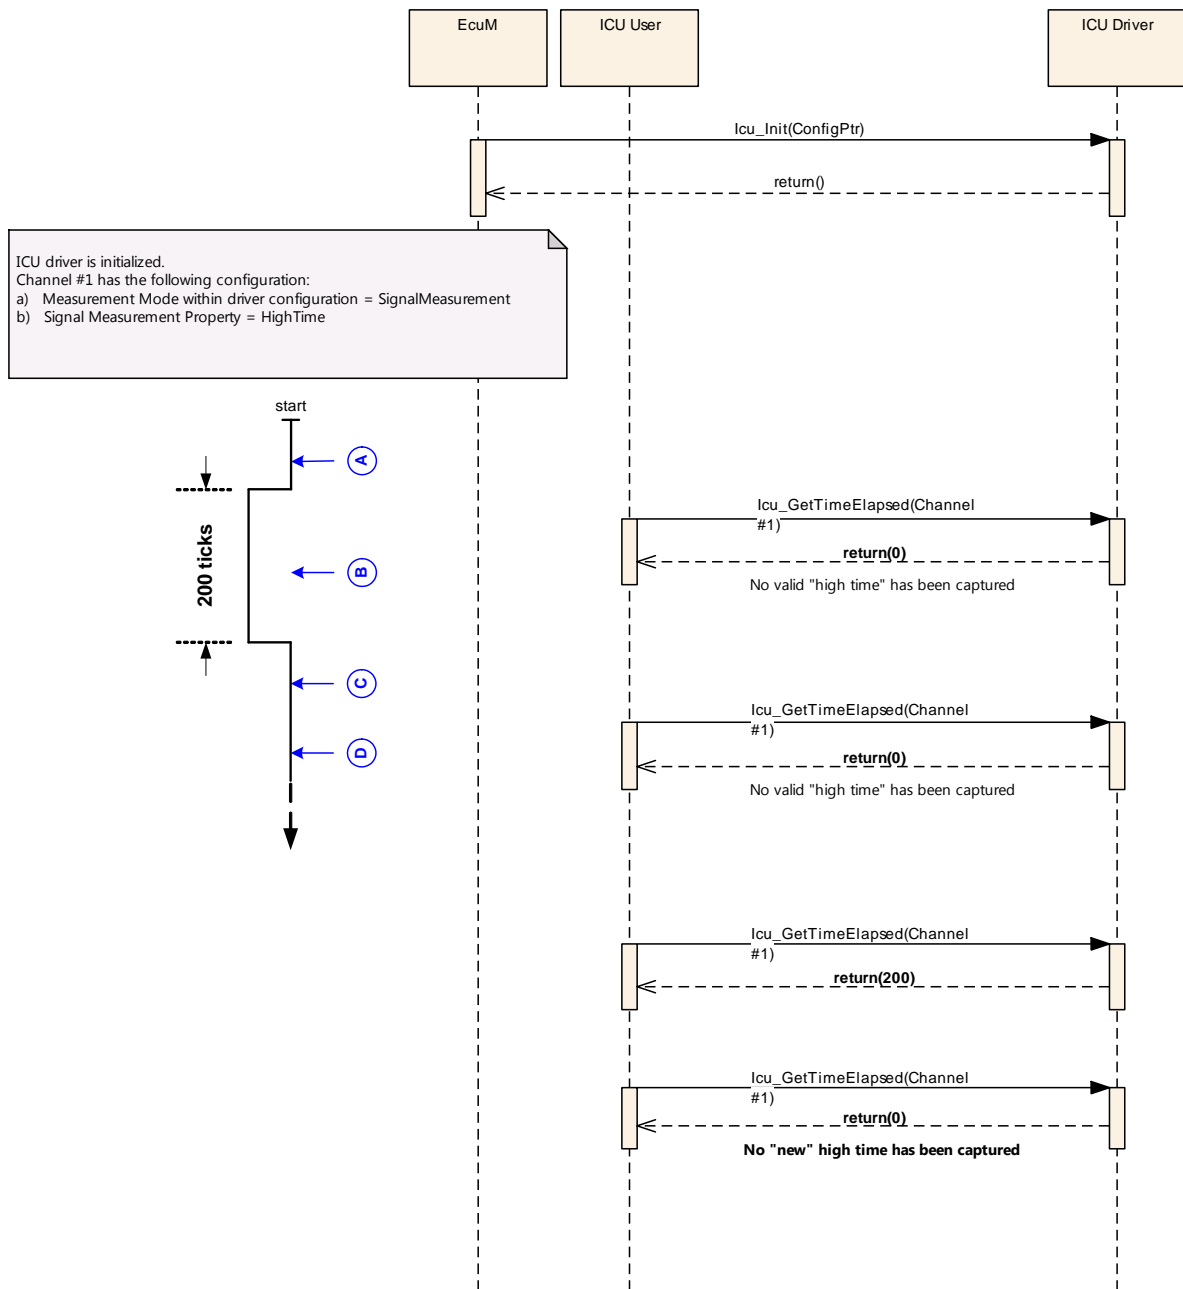 EcuM
ICU User
ICU Driver
Icu_Init(ConfigPtr)
return()
ICU driver is initialized.
Channel #1 has the following configuration:
a) Measurement Mode within driver configuration = SignalMeasurement
b) Signal Measurement Property = HighTime
start
A
200 ticks
B
C
D
Icu_GetTimeElapsed(Channel
#1)
return(0)
No valid "high time" has been captured
Icu_GetTimeElapsed(Channel
#1)
return(0)
No valid "high time" has been captured
Icu_GetTimeElapsed(Channel
#1)
return(200)
Icu_GetTimeElapsed(Channel
#1)
return(0)
No "new" high time has been captured